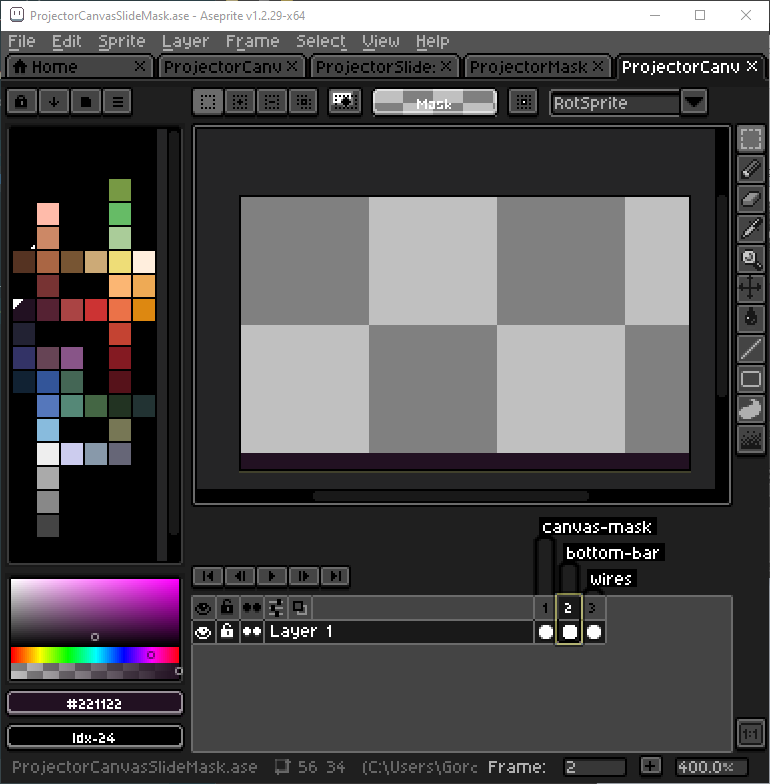 ProjectorCanvasSlideMask.ase - Aseprite v1.2.29-x64
File Edit Sprite Layer Frame Select View Help
Home ProjectorCanv ProjectorSlide: ProjectorMask ProjectorCanv
Mask RotSprite
canvas-mask
bottom-bar
wires
1 2 3
Layer 1
#221122
Idx-24
ProjectorCanvasSlideMask.ase 56 34 (C:\Users\Gorc Frame: 2 400.0%
1:1